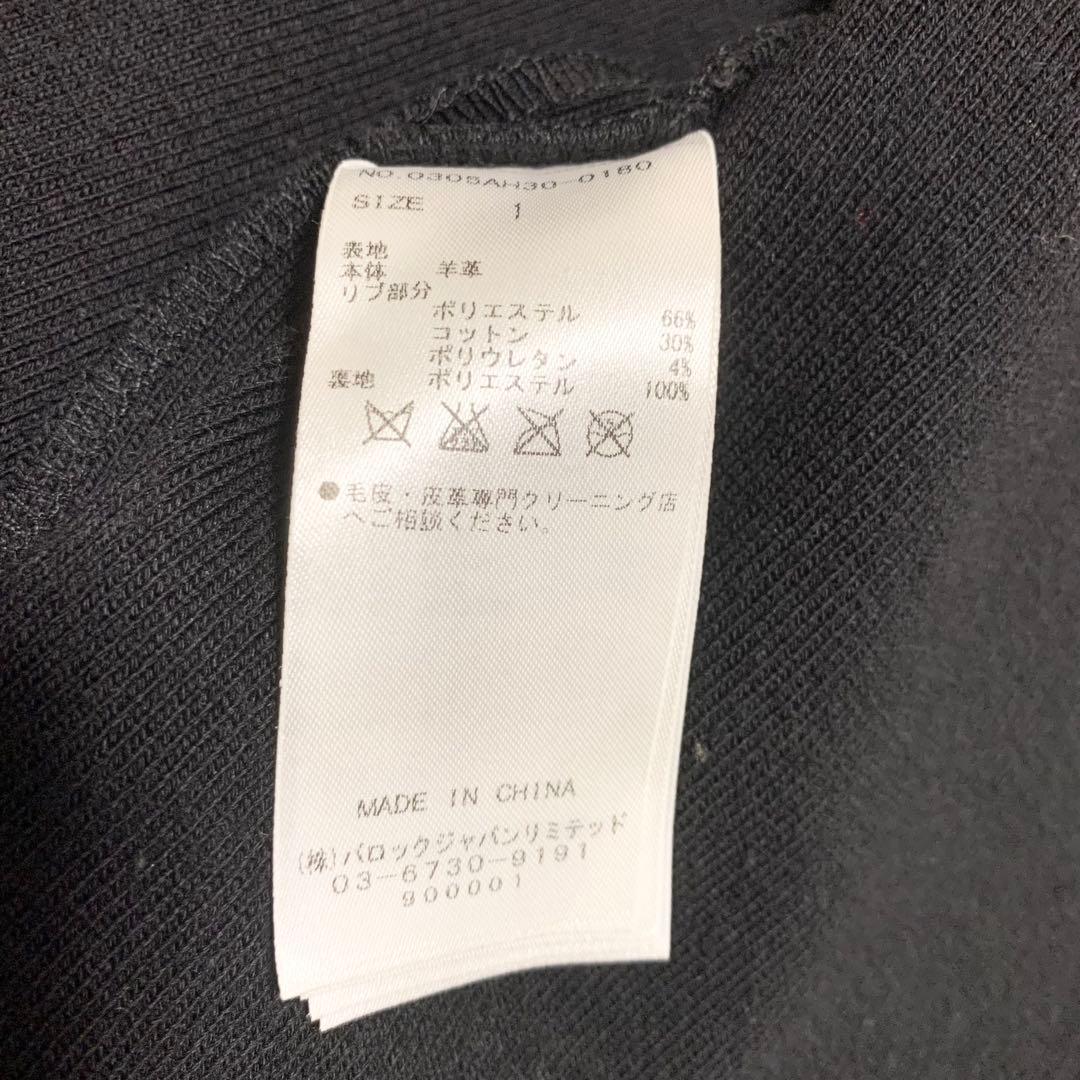 NO.0305AH30-0180
SIZE 1
表地
本体 羊革
リブ部分
ポリエステル 66%
コットン 30%
ポリウレタン 4%
裏地 ポリエステル 100%
●毛皮・皮革専門クリーニング店
へご相談ください。
MADE IN CHINA
(株)バロックジャパンリミテッド
03-6730-9191
900001